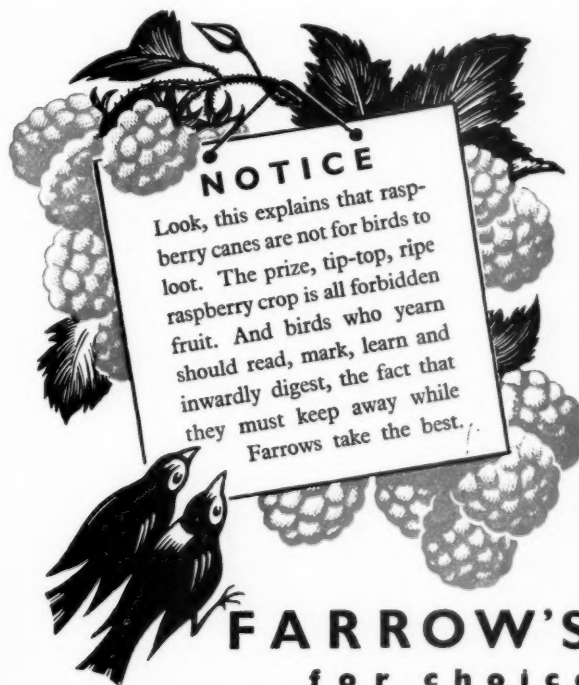 NOTICE
Look, this explains that rasp-
berry canes are not for birds to
loot. The prize, tip-top, ripe
raspberry crop is all forbidden
fruit. And birds who yearn
should read, mark, learn and
inwardly digest, the fact that
they must keep away while
Farrows take the best.
FARROW'S
for choice